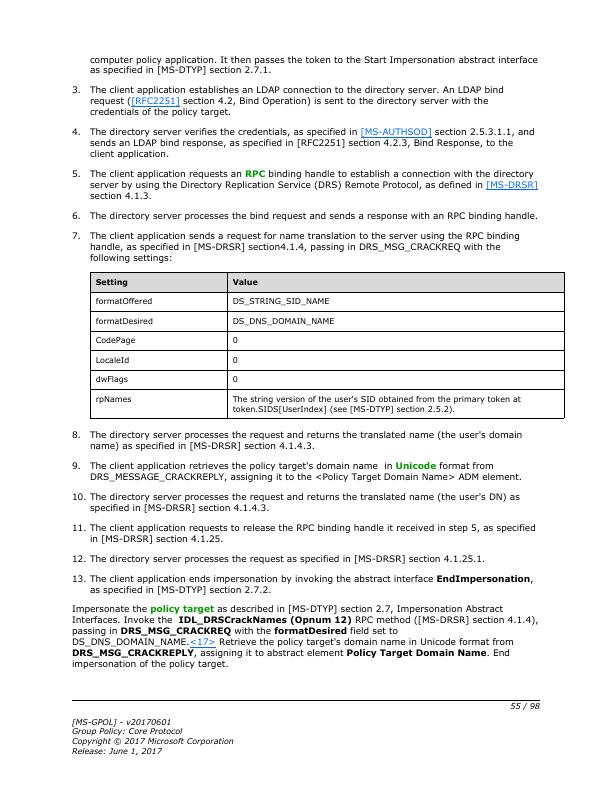 computer policy application. It then passes the token to the Start Impersonation abstract interface
as specified in [MS-DTYP] section 2.7.1.
3. The client application establishes an LDAP connection to the directory server. An LDAP bind
request ([RFC2251] section 4.2, Bind Operation) is sent to the directory server with the
credentials of the policy target.
4. The directory server verifies the credentials, as specified in [MS-AUTHSOD] section 2.5.3.1.1, and
sends an LDAP bind response, as specified in [RFC2251] section 4.2.3, Bind Response, to the
client application.
5. The client application requests an RPC binding handle to establish a connection with the directory
server by using the Directory Replication Service (DRS) Remote Protocol, as defined in [MS-DRSR]
section 4.1.3.
6. The directory server processes the bind request and sends a response with an RPC binding handle.
7. The client application sends a request for name translation to the server using the RPC binding
handle, as specified in [MS-DRSR] section4.1.4, passing in DRS_MSG_CRACKREQ with the
following settings:
Setting Value
formatOffered DS_STRING_SID_NAME
formatDesired DS_DNS_DOMAIN_NAME
CodePage 0
LocaleId 0
dwFlags 0
rpNames The string version of the user's SID obtained from the primary token at
token.SIDS[UserIndex] (see [MS-DTYP] section 2.5.2).
8. The directory server processes the request and returns the translated name (the user's domain
name) as specified in [MS-DRSR] section 4.1.4.3.
9. The client application retrieves the policy target's domain name in Unicode format from
DRS_MESSAGE_CRACKREPLY, assigning it to the <Policy Target Domain Name> ADM element.
10. The directory server processes the request and returns the translated name (the user's DN) as
specified in [MS-DRSR] section 4.1.4.3.
11. The client application requests to release the RPC binding handle it received in step 5, as specified
in [MS-DRSR] section 4.1.25.
12. The directory server processes the request as specified in [MS-DRSR] section 4.1.25.1.
13. The client application ends impersonation by invoking the abstract interface EndImpersonation,
as specified in [MS-DTYP] section 2.7.2.
Impersonate the policy target as described in [MS-DTYP] section 2.7, Impersonation Abstract
Interfaces. Invoke the IDL_DRSCrackNames (Opnum 12) RPC method ([MS-DRSR] section 4.1.4),
passing in DRS_MSG_CRACKREQ with the formatDesired field set to
DS_DNS_DOMAIN_NAME.<17> Retrieve the policy target's domain name in Unicode format from
DRS_MSG_CRACKREPLY, assigning it to abstract element Policy Target Domain Name. End
impersonation of the policy target.
55 / 98
[MS-GPOL] - v20170601
Group Policy: Core Protocol
Copyright © 2017 Microsoft Corporation
Release: June 1, 2017